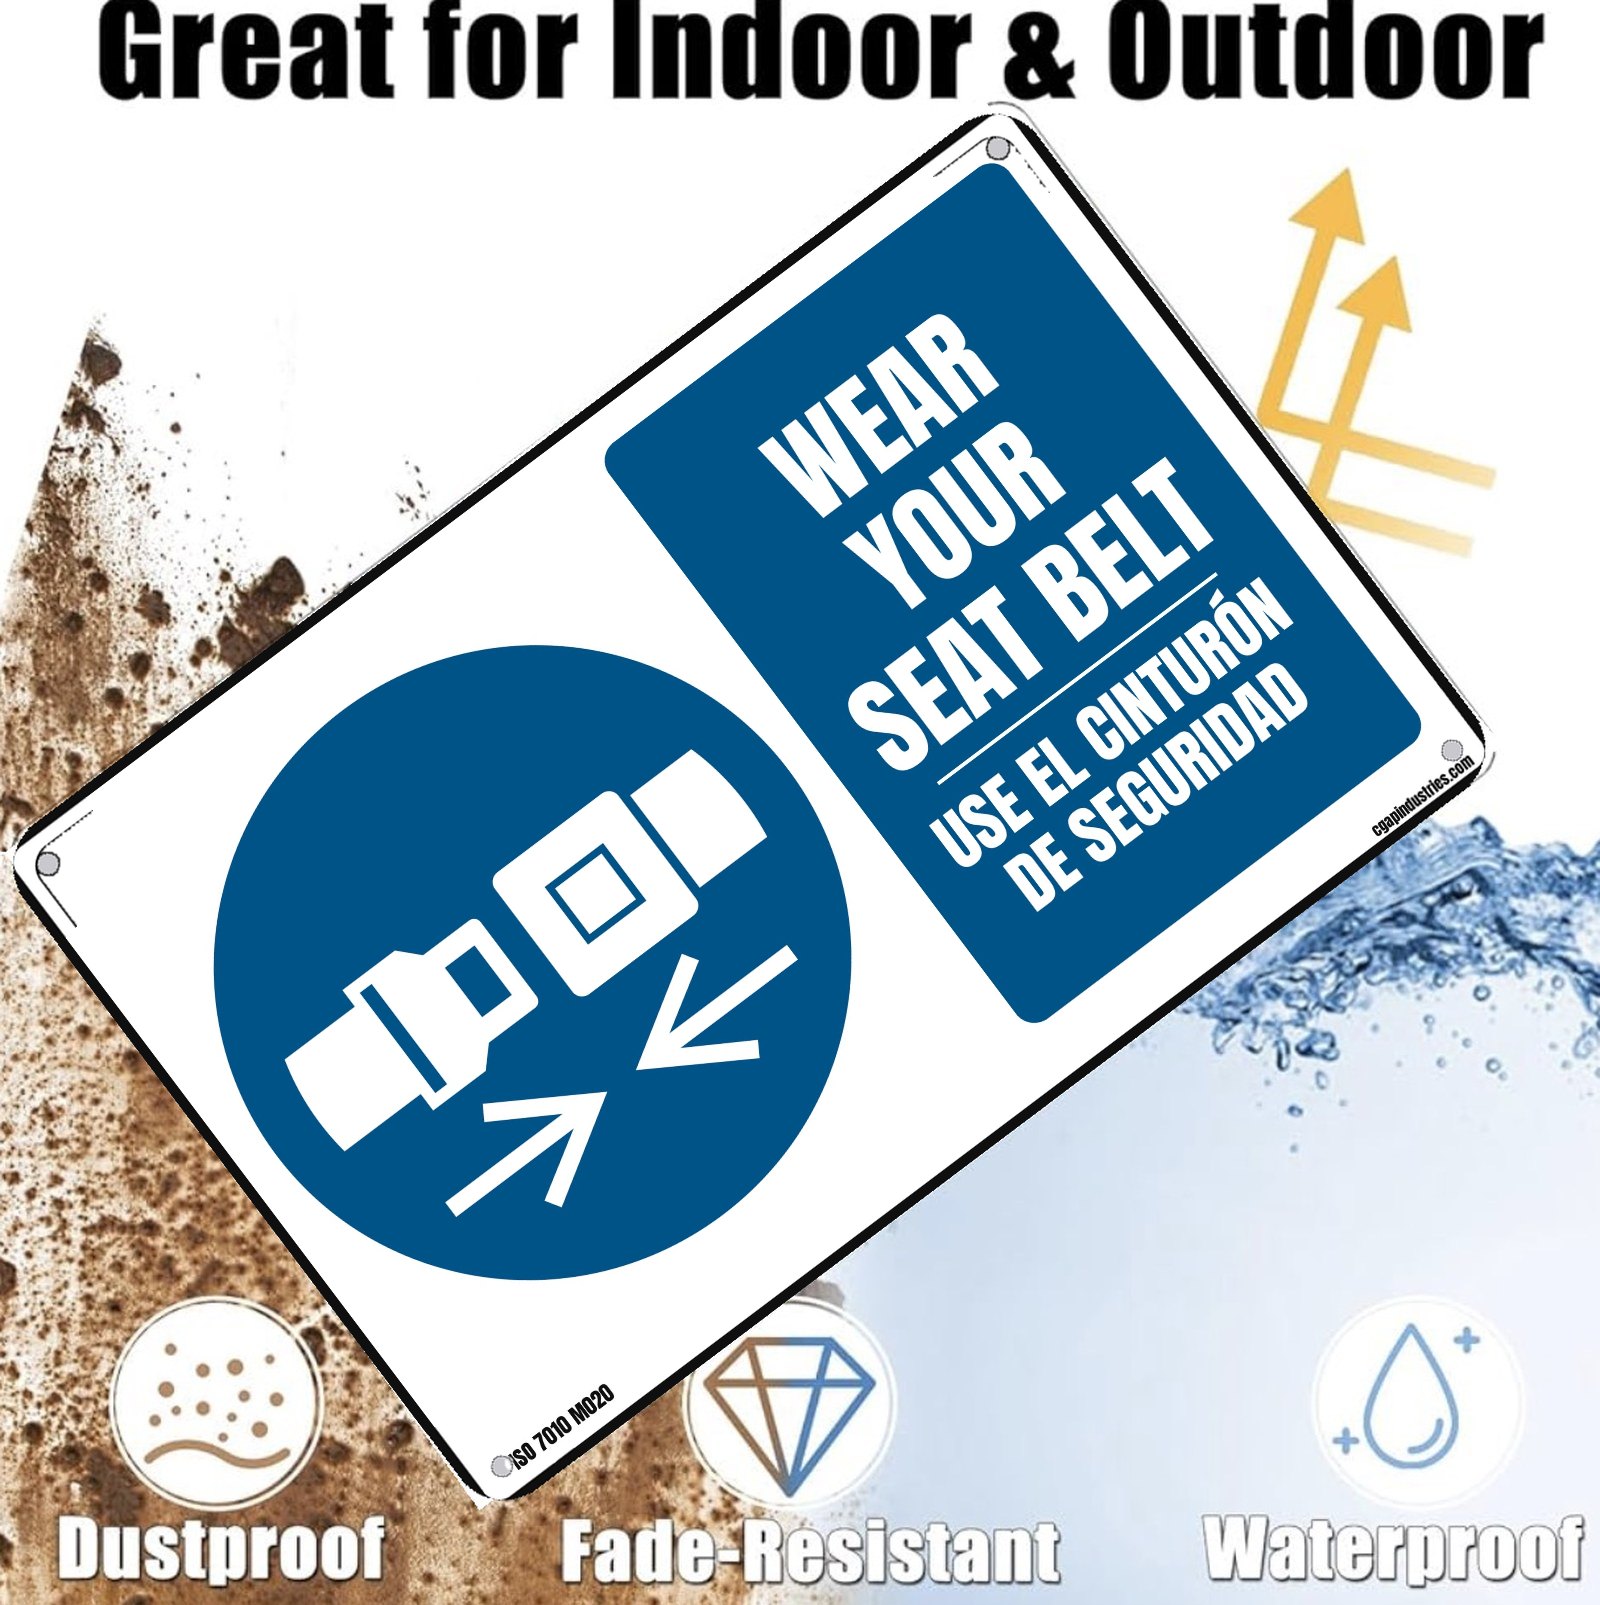 Great for Indoor & Outdoor
WEAR
YOUR
SEAT BELT
USE EL CINTURÓN
DE SEGURIDAD
cgapindustries.com
ISO 7010 M020
Dustproof
Fade-Resistant
Waterproof